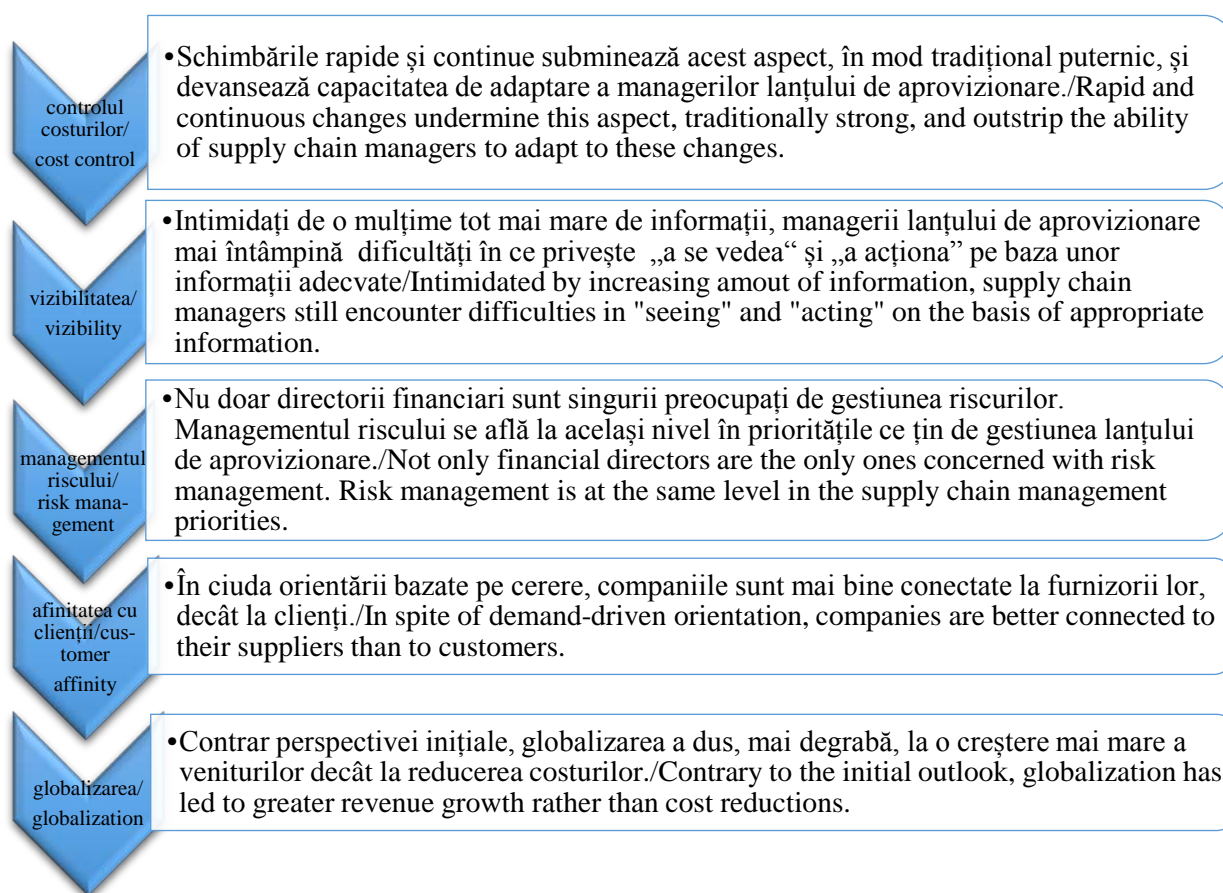 controlul
costurilor/
cost control
•Schimbările rapide și continue subminează acest aspect, în mod tradițional puternic, și
devansează capacitatea de adaptare a managerilor lanțului de aprovizionare./Rapid and
continuous changes undermine this aspect, traditionally strong, and outstrip the ability
of supply chain managers to adapt to these changes.
vizibilitatea/
vizibility
•Intimidați de o mulțime tot mai mare de informații, managerii lanțului de aprovizionare
mai întâmpină dificultăți în ce privește „a se vedea“ și „a acționa” pe baza unor
informații adecvate/Intimidated by increasing amout of information, supply chain
managers still encounter difficulties in "seeing" and "acting" on the basis of appropriate
information.
managementul
riscului/
risk mana-
gement
•Nu doar directorii financiari sunt singurii preocupați de gestiunea riscurilor.
Managementul riscului se află la același nivel în prioritățile ce țin de gestiunea lanțului
de aprovizionare./Not only financial directors are the only ones concerned with risk
management. Risk management is at the same level in the supply chain management
priorities.
afinitatea cu
clienții/cus-
tomer
affinity
•În ciuda orientării bazate pe cerere, companiile sunt mai bine conectate la furnizorii lor,
decât la clienți./In spite of demand-driven orientation, companies are better connected to
their suppliers than to customers.
globalizarea/
globalization
•Contrar perspectivei inițiale, globalizarea a dus, mai degrabă, la o creștere mai mare a
veniturilor decât la reducerea costurilor./Contrary to the initial outlook, globalization has
led to greater revenue growth rather than cost reductions.